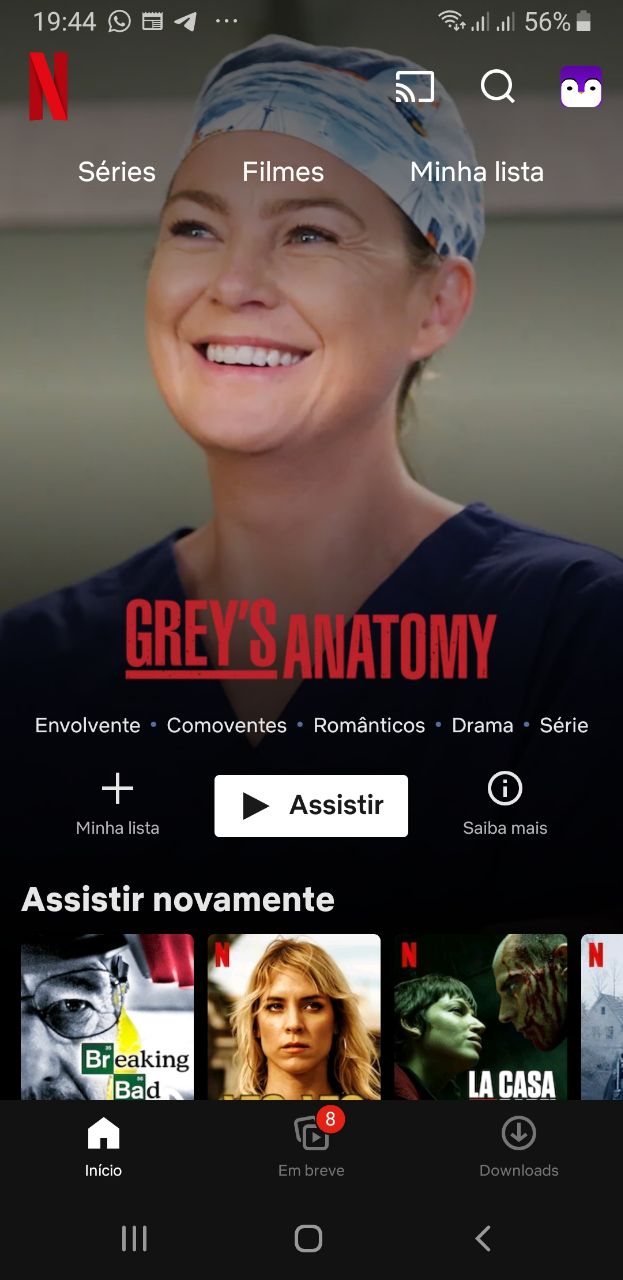 19:44 56%
Séries Filmes Minha lista
GREY'S ANATOMY
Envolvente • Comoventes • Românticos • Drama • Série
Minha lista Assistir Saiba mais
Assistir novamente
N N N
Breaking
Bad
LA CASA
8
Início Em breve Downloads